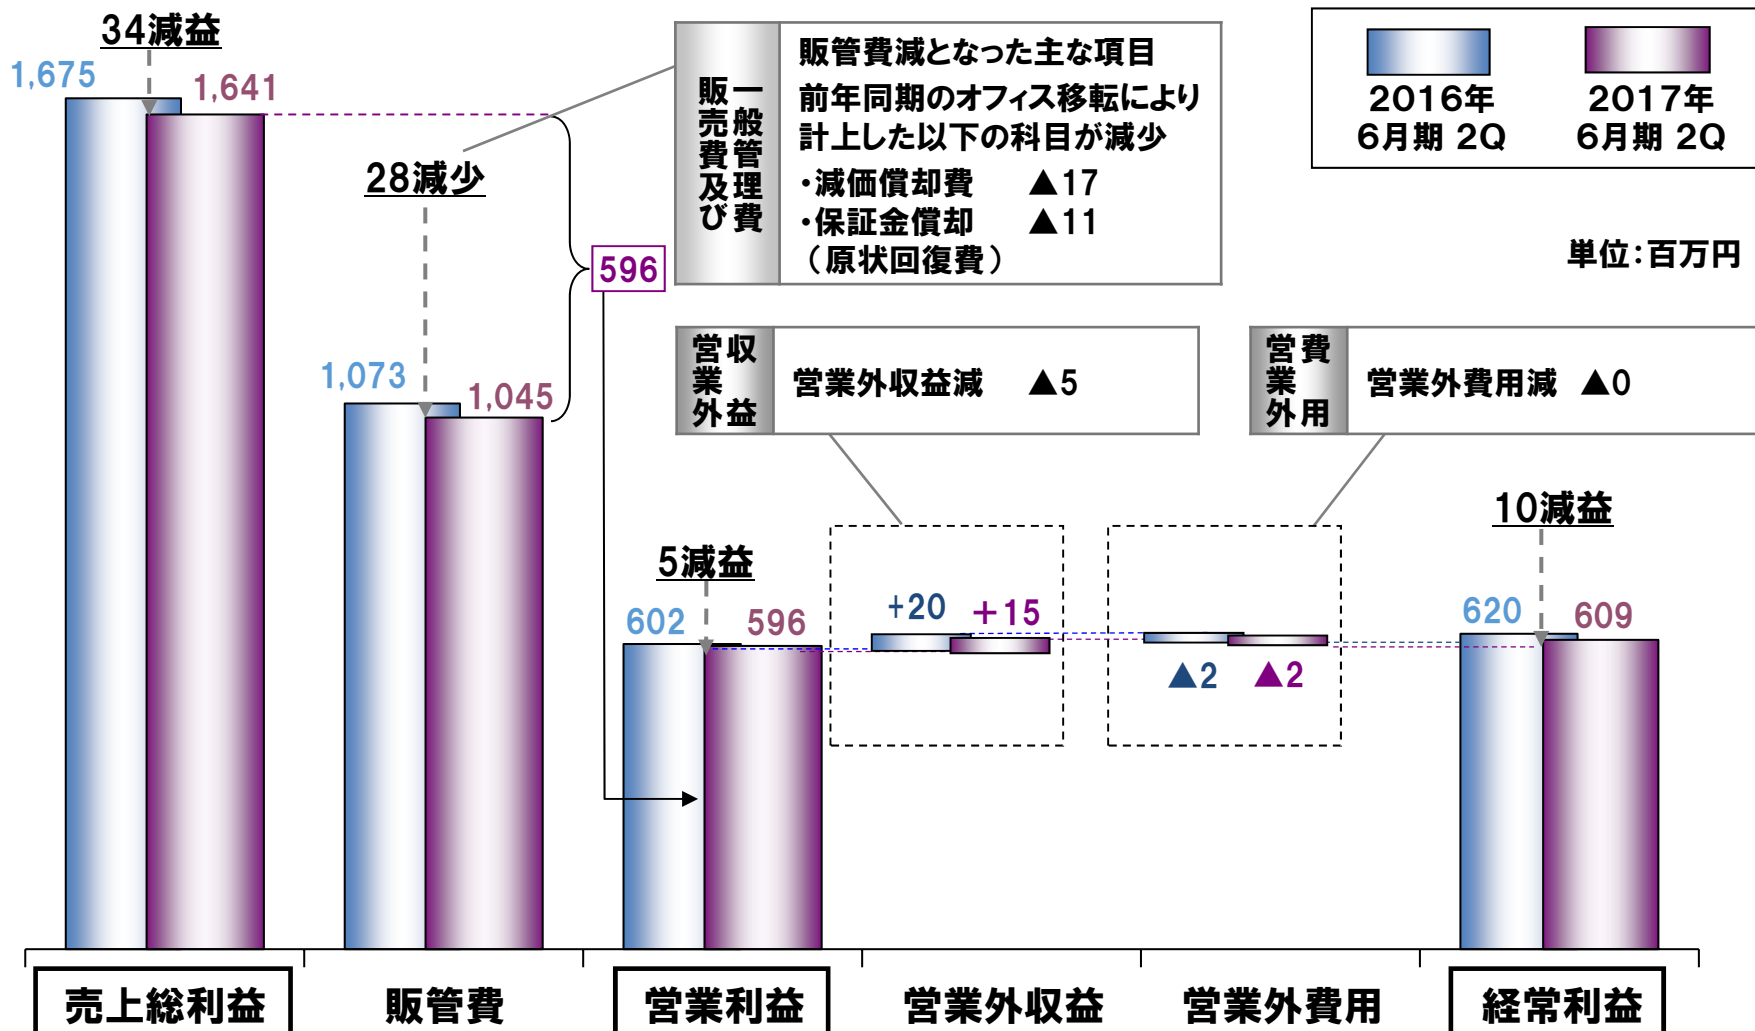 34減益
1,675
1,641
28減少
1,073
1,045
596
販売費及び
一般管理費
販管費減となった主な項目
前年同期のオフィス移転により
計上した以下の科目が減少
・減価償却費 ▲17
・保証金償却 ▲11
(原状回復費)
2016年
6月期 2Q
2017年
6月期 2Q
単位:百万円
営業外
収益
営業外収益減 ▲5
営業外
費用
営業外費用減 ▲0
5減益
602
596
+20
+15
▲2
▲2
10減益
620
609
売上総利益
販管費
営業利益
営業外収益
営業外費用
経常利益